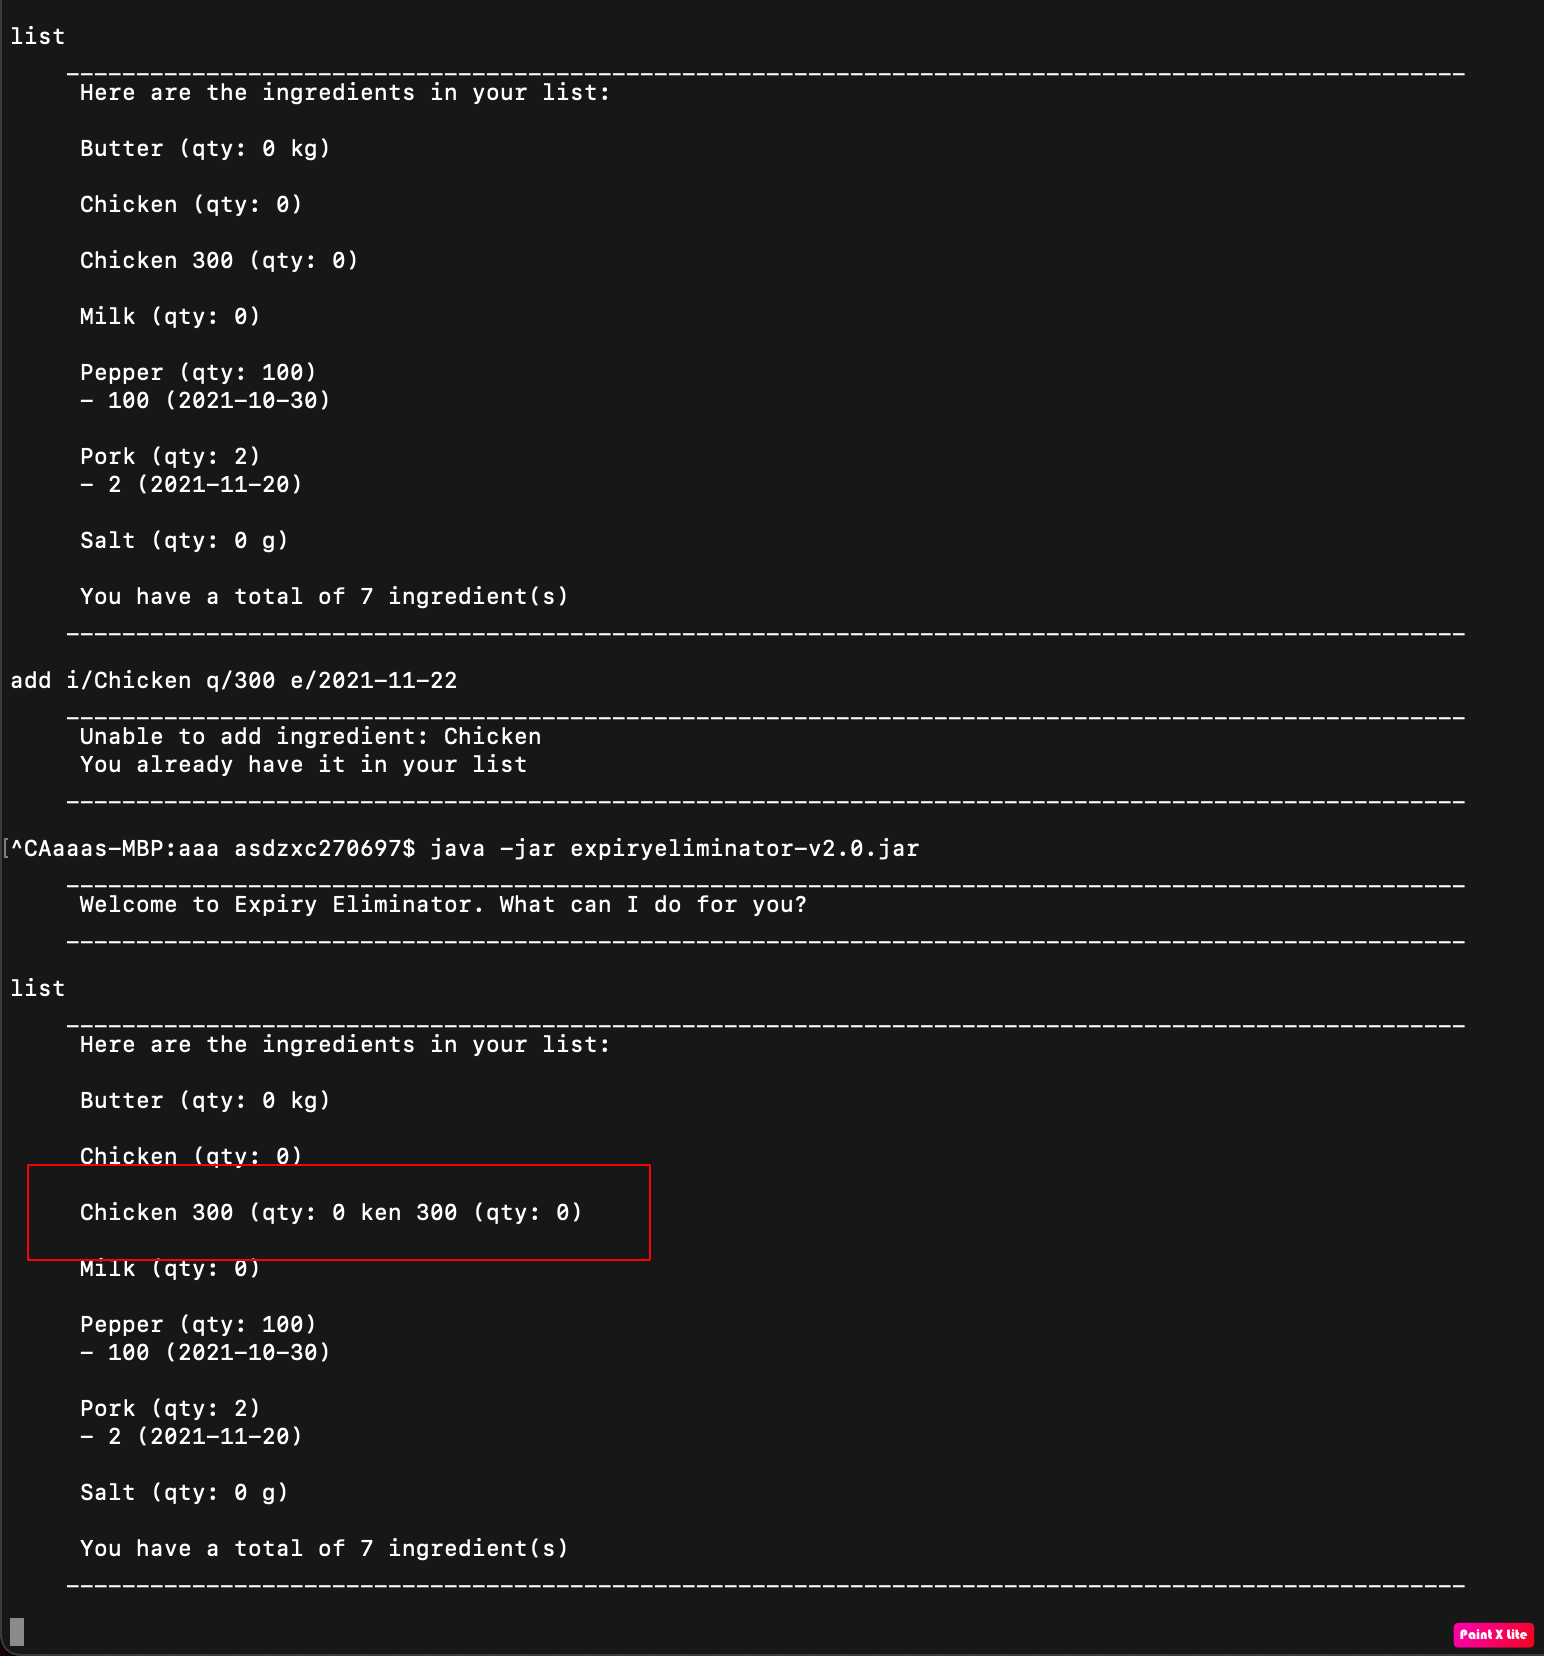 list
Here are the ingredients in your list:
Butter (qty: 0 kg)
Chicken (qty: 0)
Chicken 300 (qty: 0)
Milk (qty: 0)
Pepper (qty: 100)
- 100 (2021-10-30)
Pork (qty: 2)
- 2 (2021-11-20)
Salt (qty: 0 g)
You have a total of 7 ingredient(s)
add i/Chicken q/300 e/2021-11-22
Unable to add ingredient: Chicken
You already have it in your list
[^CAaaas-MBP:aaa asdzxc270697$ java -jar expiryeliminator-v2.0.jar
Welcome to Expiry Eliminator. What can I do for you?
list
Here are the ingredients in your list:
Butter (qty: 0 kg)
Chicken (qty: 0)
Chicken 300 (qty: 0 ken 300 (qty: 0)
Milk (qty: 0)
Pepper (qty: 100)
- 100 (2021-10-30)
Pork (qty: 2)
- 2 (2021-11-20)
Salt (qty: 0 g)
You have a total of 7 ingredient(s)
Paint X Lite